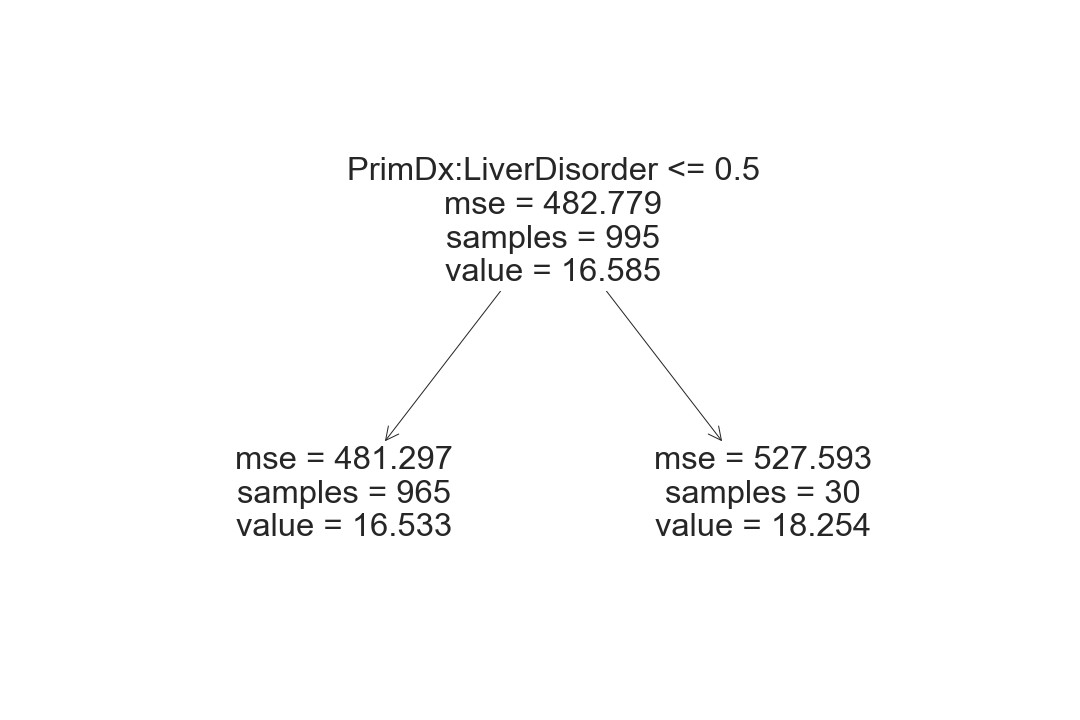 PrimDx:LiverDisorder <= 0.5
mse = 482.779
samples = 995
value = 16.585
mse = 481.297
samples = 965
value = 16.533
mse = 527.593
samples = 30
value = 18.254